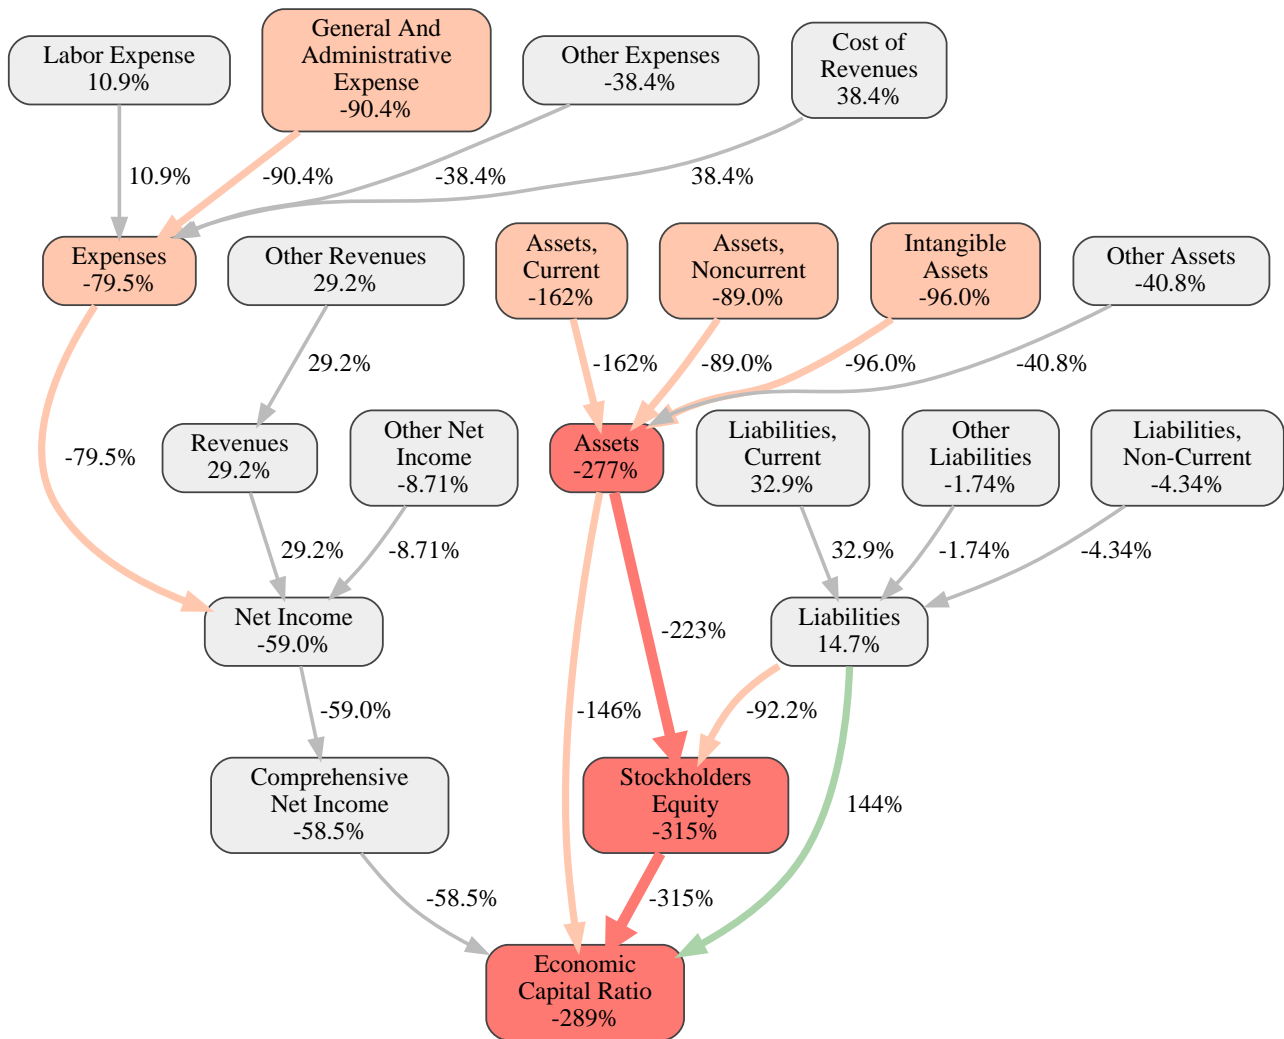 Labor Expense
10.9%
General And
Administrative
Expense
-90.4%
Other Expenses
-38.4%
Cost of
Revenues
38.4%
10.9%
-90.4%
-38.4%
38.4%
Expenses
-79.5%
Other Revenues
29.2%
Assets,
Current
-162%
Assets,
Noncurrent
-89.0%
Intangible
Assets
-96.0%
Other Assets
-40.8%
29.2%
-162%
-89.0%
-96.0%
-40.8%
-79.5%
Revenues
29.2%
Other Net
Income
-8.71%
Assets
-277%
Liabilities,
Current
32.9%
Other
Liabilities
-1.74%
Liabilities,
Non-Current
-4.34%
29.2%
-8.71%
32.9%
-1.74%
-4.34%
Net Income
-59.0%
-223%
Liabilities
14.7%
-59.0%
-146%
-92.2%
Comprehensive
Net Income
-58.5%
Stockholders
Equity
-315%
144%
-58.5%
-315%
Economic
Capital Ratio
-289%